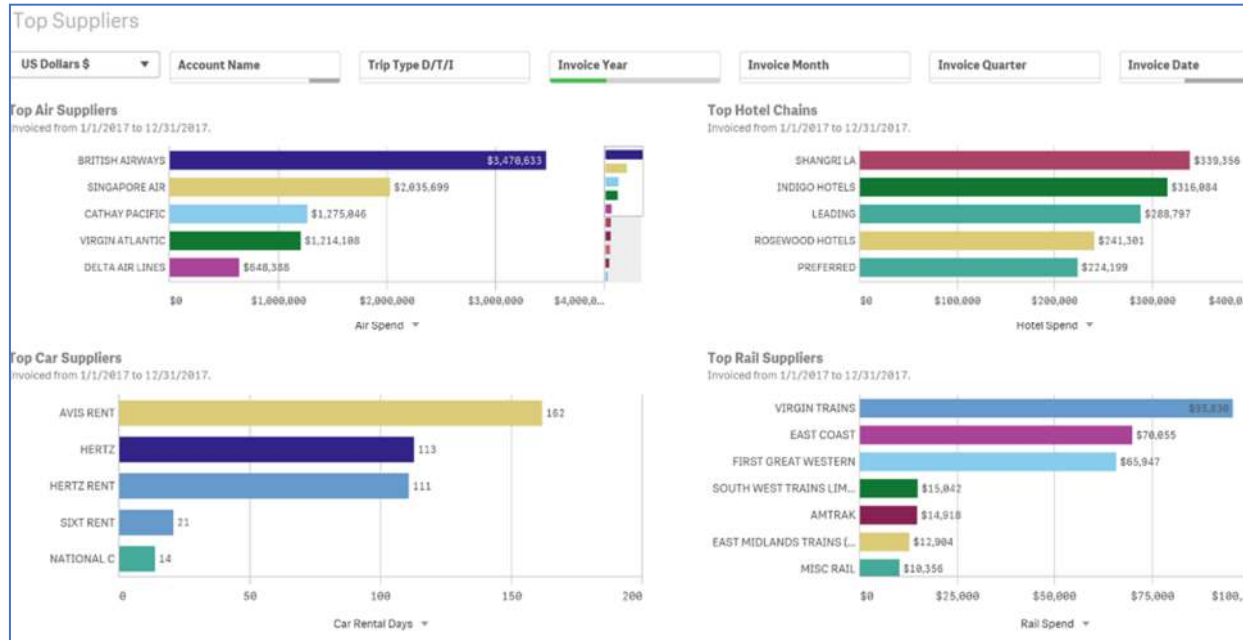 Top Suppliers
US Dollars $
Account Name
Trip Type D/T/I
Invoice Year
Invoice Month
Invoice Quarter
Invoice Date
Top Air Suppliers
Invoiced from 1/1/2017 to 12/31/2017.
BRITISH AIRWAYS $3,470,633
SINGAPORE AIR $2,035,699
CATHAY PACIFIC $1,275,046
VIRGIN ATLANTIC $1,214,108
DELTA AIR LINES
$0 $1,000,000 $2,000,000 $3,000,000 $4,000,0...
Air Spend
Top Hotel Chains
Invoiced from 1/1/2017 to 12/31/2017.
SHANGRI LA $339,356
INDIGO HOTELS $316,084
LEADING $288,797
ROSEWOOD HOTELS $241,301
PREFERRED $224,199
$0 $100,000 $200,000 $300,000 $400,0
Hotel Spend
Top Car Suppliers
Invoiced from 1/1/2017 to 12/31/2017.
AVIS RENT 162
HERTZ 113
HERTZ RENT 111
SIXT RENT 21
NATIONAL C 14
0 50 100 150 200
Car Rental Days
Top Rail Suppliers
Invoiced from 1/1/2017 to 12/31/2017.
VIRGIN TRAINS
EAST COAST $70,055
FIRST GREAT WESTERN $65,947
SOUTH WEST TRAINS LIM... $15,042
AMTRAK $14,918
EAST MIDLANDS TRAINS (... $12,904
MISC RAIL $10,356
$0 $25,000 $50,000 $75,000 $100,
Rail Spend